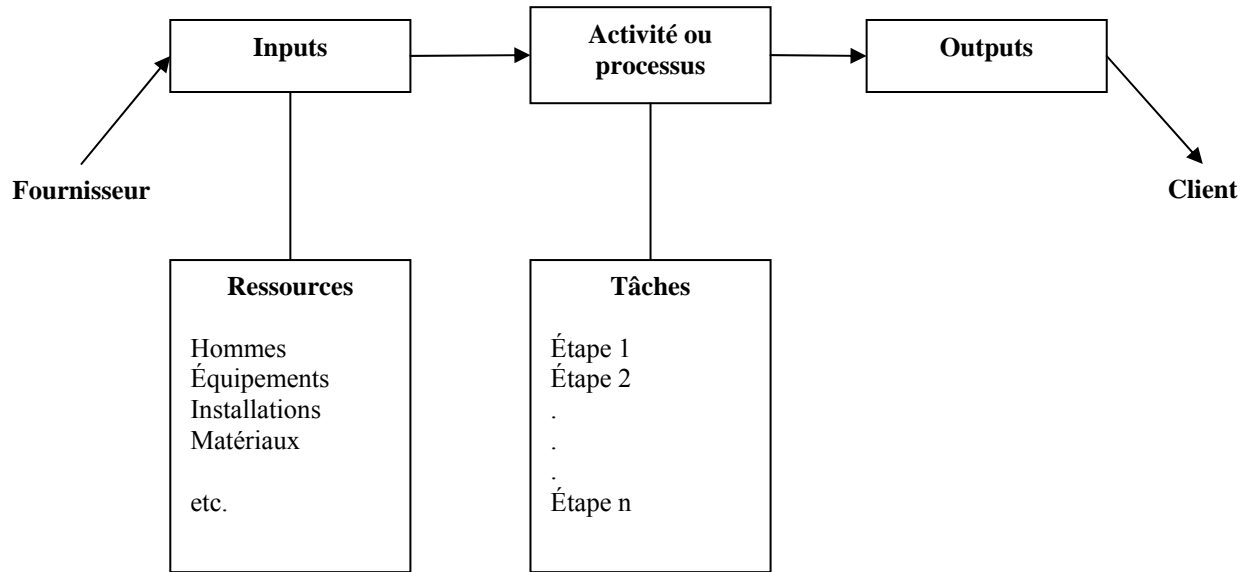 Inputs
Activité ou
processus
Outputs
Fournisseur
Client
Ressources
Hommes
Équipements
Installations
Matériaux
etc.
Tâches
Étape 1
Étape 2
.
.
.
Étape n